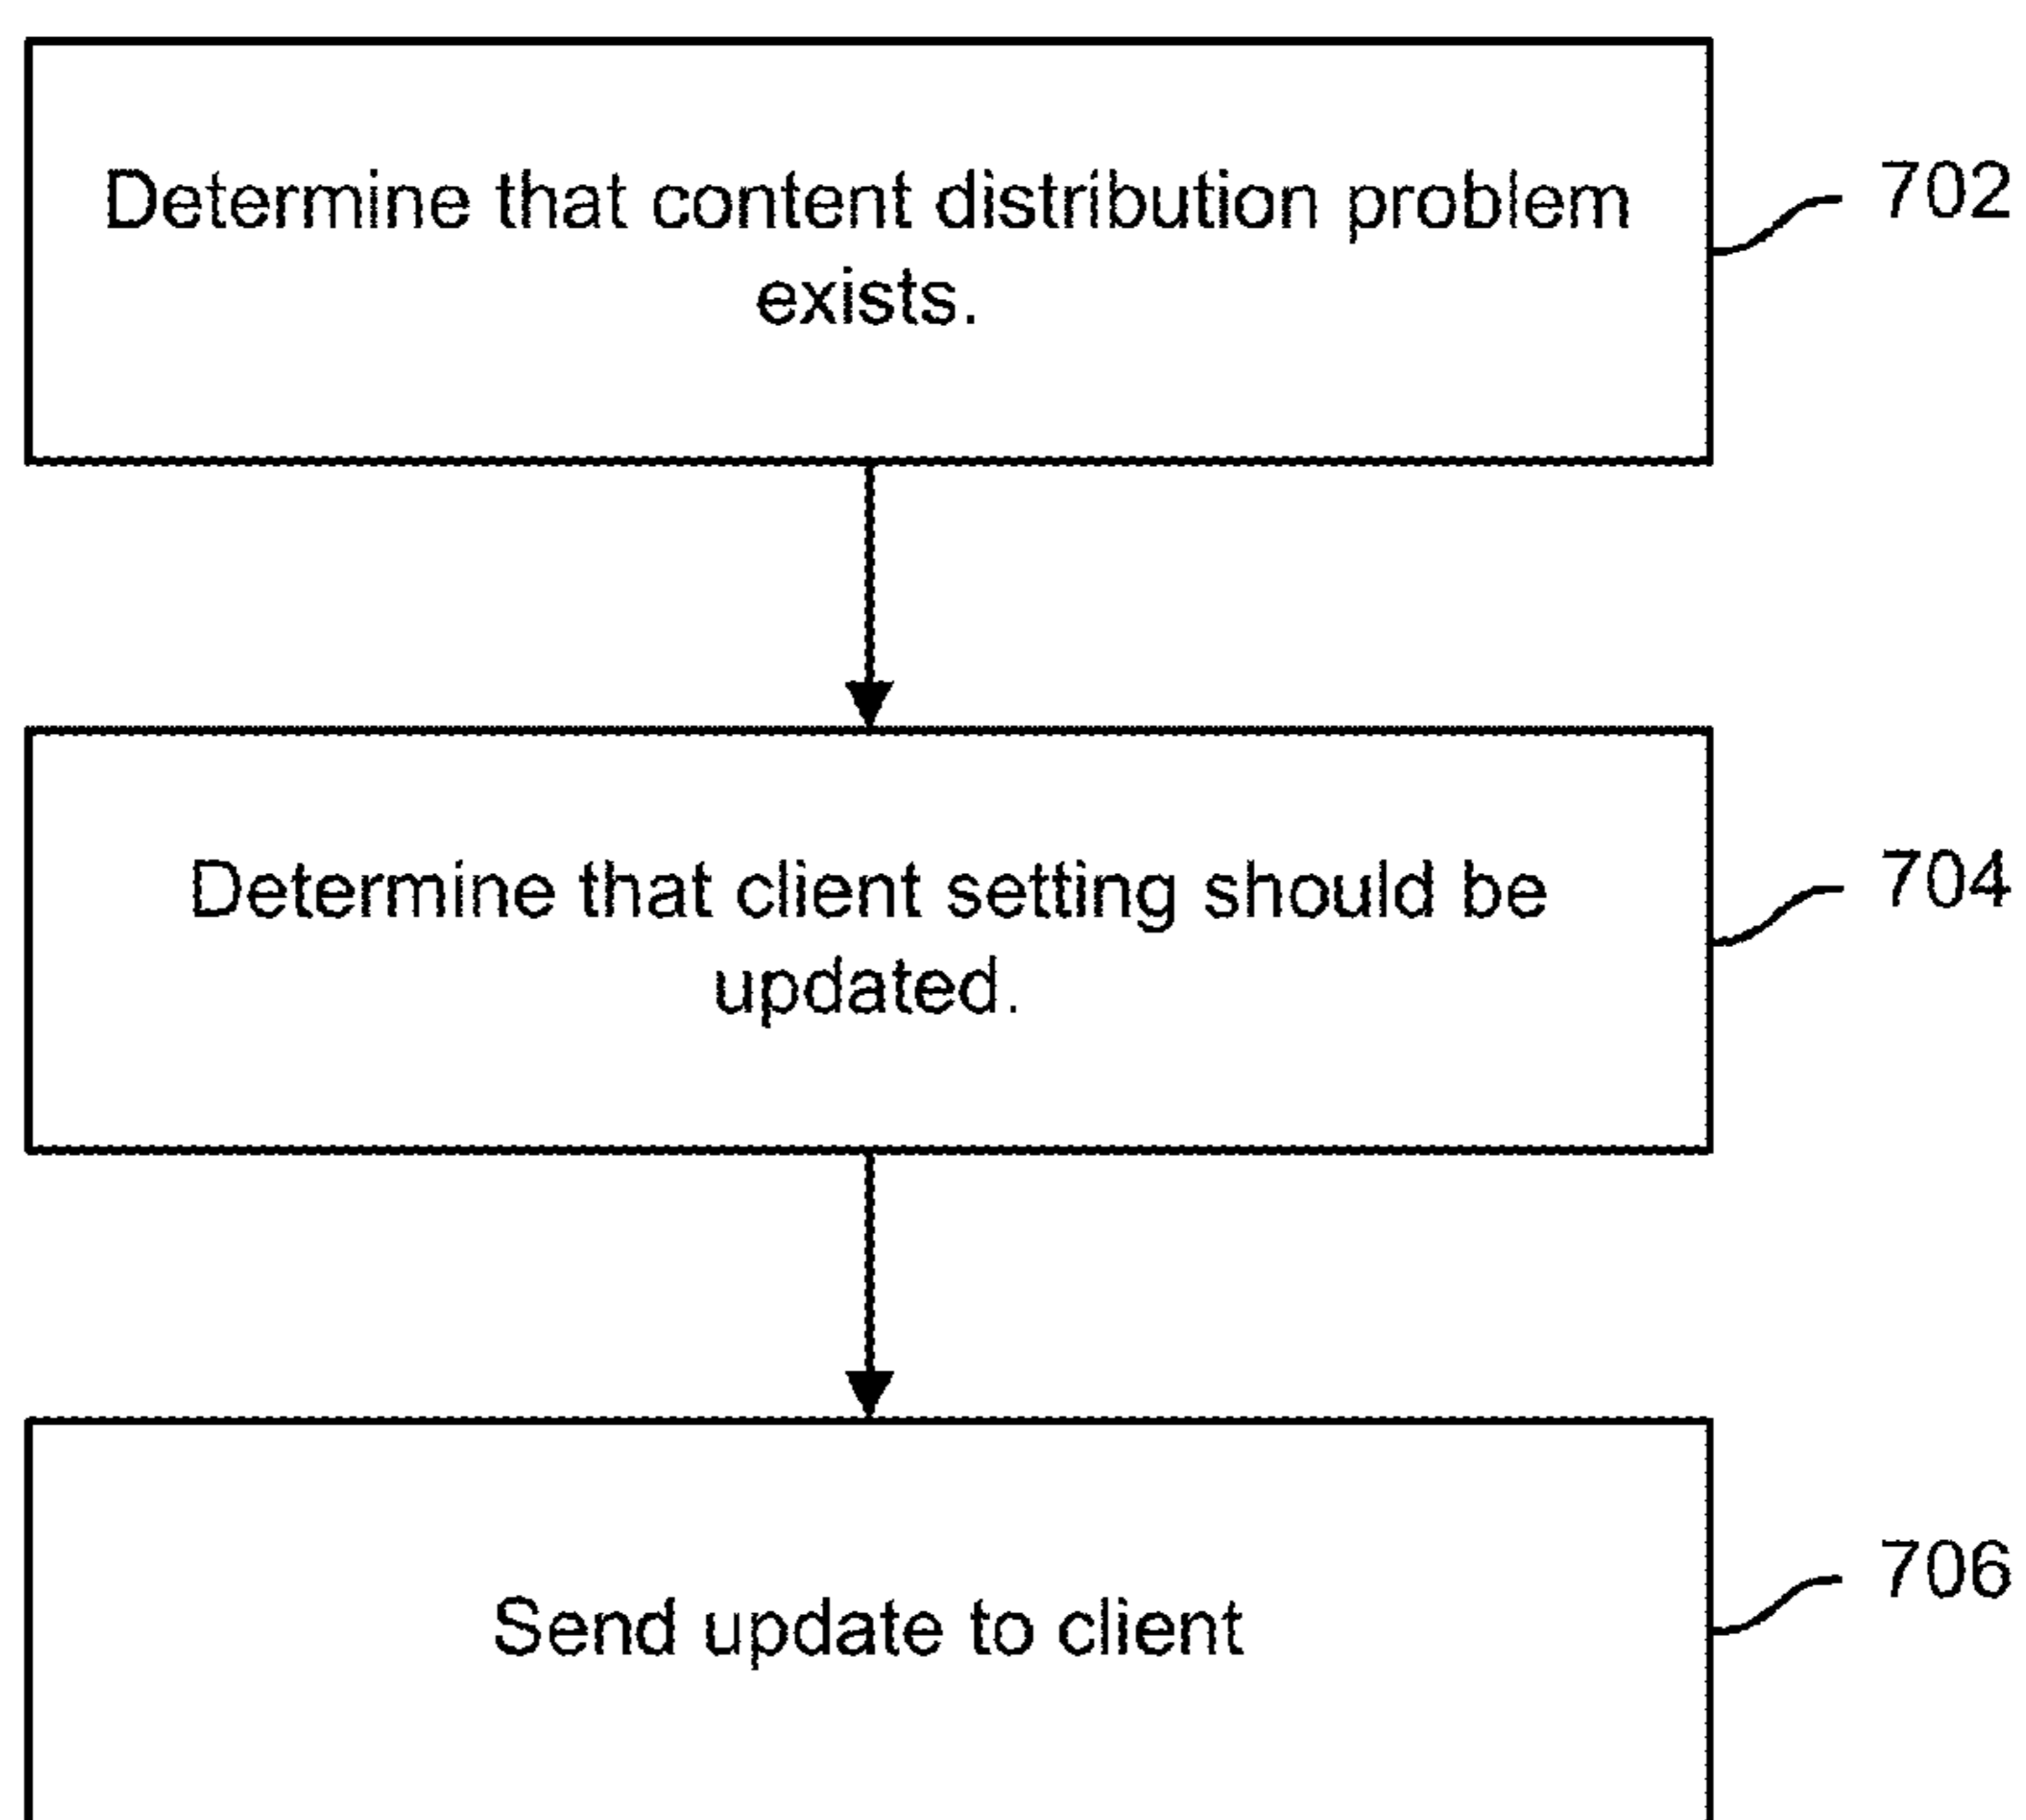 Determine that content distribution problem
exists.
702
Determine that client setting should be
updated.
704
Send update to client
706